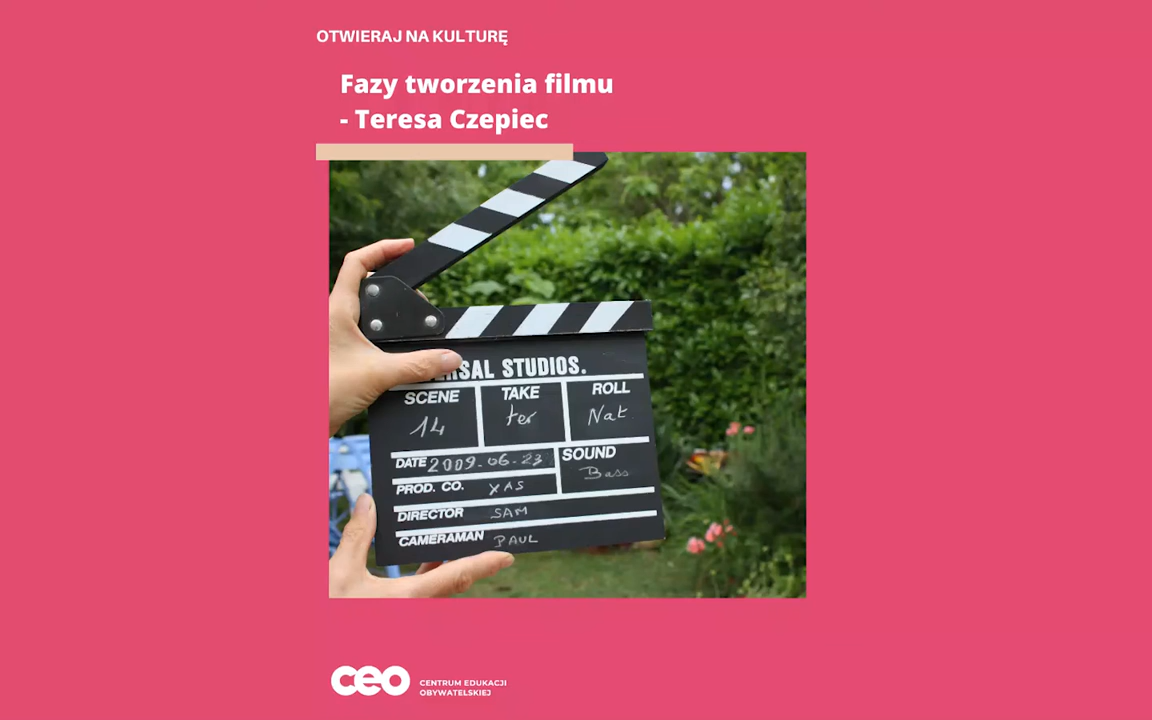 OTWIERAJ NA KULTURĘ
Fazy tworzenia filmu
- Teresa Czepiec
SAL STUDIOS.
SCENE TAKE ROLL
14 ter Nat.
DATE 2009-06-23 SOUND
Bass
PROD. CO. XAS
DIRECTOR SAM
CAMERAMAN PAUL
ceo CENTRUM EDUKACJI
OBYWATELSKIEJ